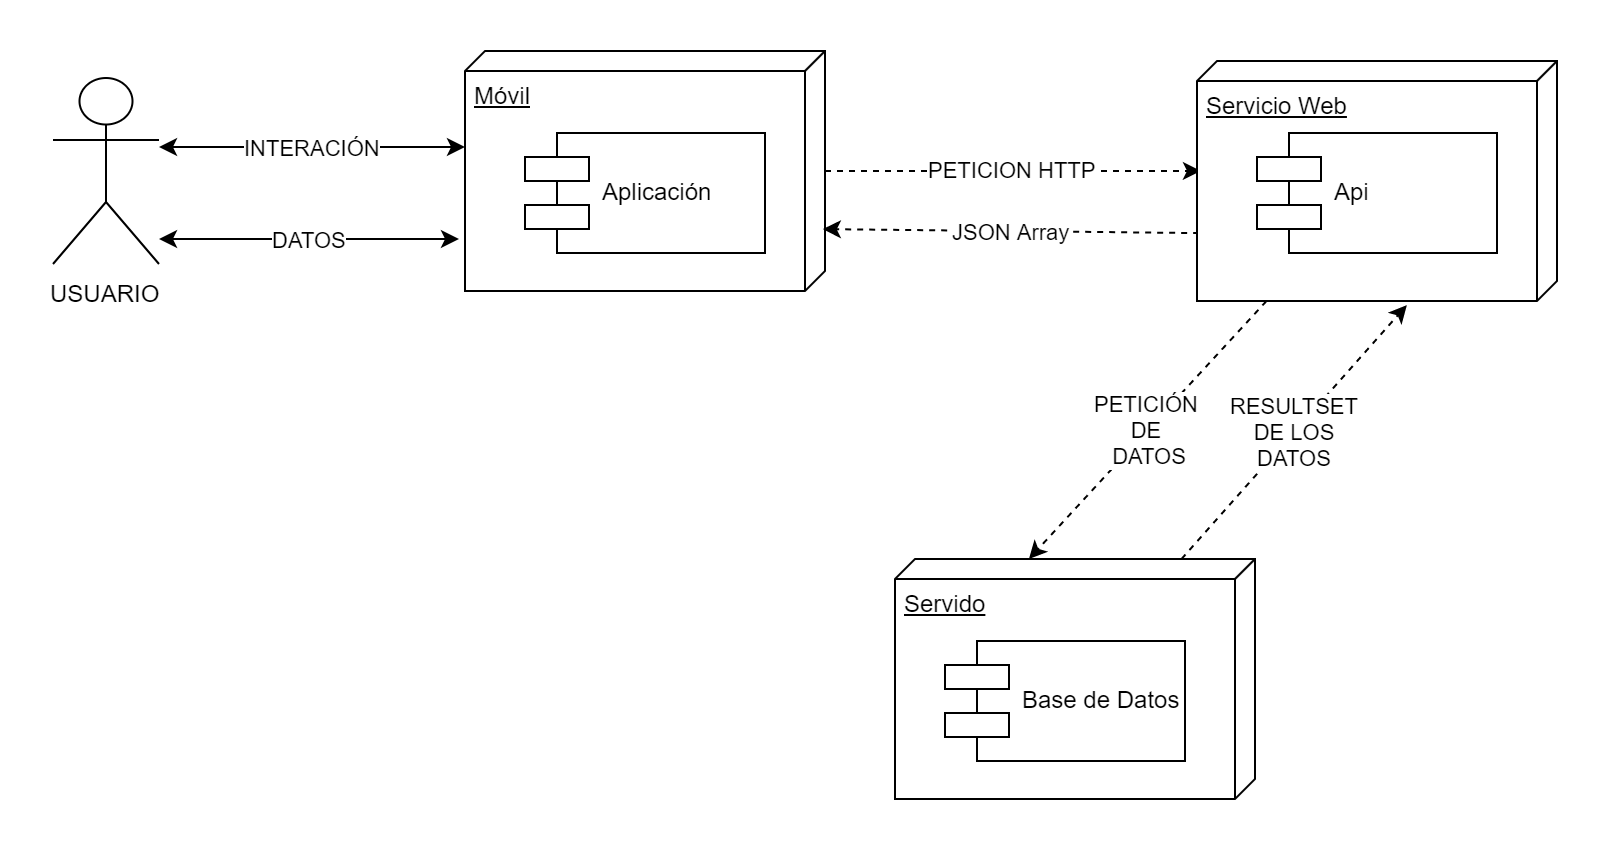 Móvil
Servicio Web
INTERACIÓN
Aplicación
PETICION HTTP
Api
DATOS
JSON Array
USUARIO
PETICIÓN
DE
DATOS
RESULTSET
DE LOS
DATOS
Servido
Base de Datos